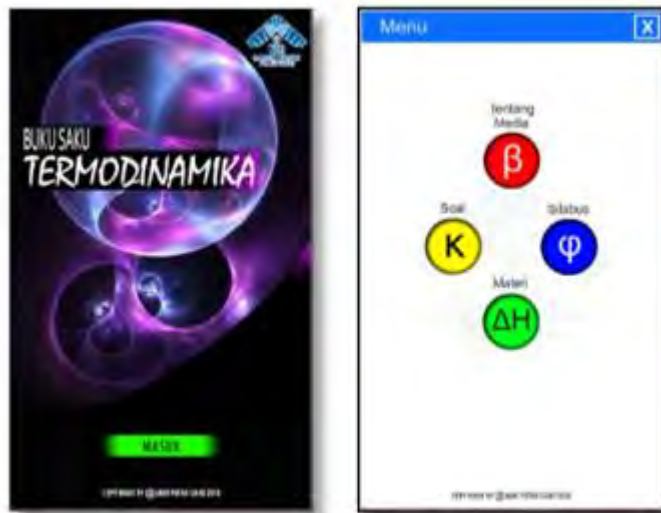 BUKU SAKU
TERMODINAMIKA
MASUK
Menu
X
Tentang
Media
β
Soal
K
Silabus
φ
Materi
ΔH